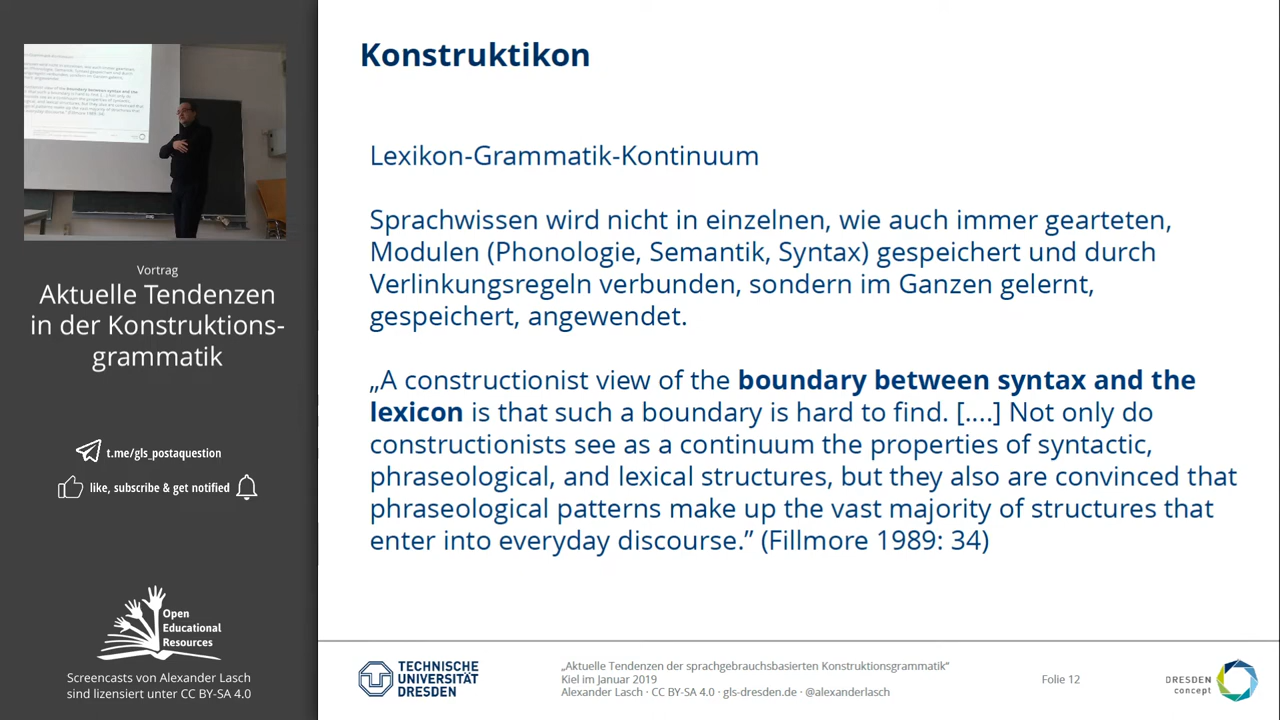 Vortrag
Aktuelle Tendenzen
in der Konstruktions-
grammatik
t.me/gls_postaquestion
like, subscribe & get notified
Open
Educational
Resources
Screencasts von Alexander Lasch
sind lizensiert unter CC BY-SA 4.0
Konstruktikon
Lexikon-Grammatik-Kontinuum
Sprachwissen wird nicht in einzelnen, wie auch immer gearteten,
Modulen (Phonologie, Semantik, Syntax) gespeichert und durch
Verlinkungsregeln verbunden, sondern im Ganzen gelernt,
gespeichert, angewendet.
„A constructionist view of the boundary between syntax and the
lexicon is that such a boundary is hard to find. [....] Not only do
constructionists see as a continuum the properties of syntactic,
phraseological, and lexical structures, but they also are convinced that
phraseological patterns make up the vast majority of structures that
enter into everyday discourse.” (Fillmore 1989: 34)
TECHNISCHE
UNIVERSITÄT
DRESDEN
„Aktuelle Tendenzen der sprachgebrauchsbasierten Konstruktionsgrammatik“
Kiel im Januar 2019
Alexander Lasch · CC BY-SA 4.0 · gls-dresden.de · @alexanderlasch
Folie 12
DRESDEN
concept